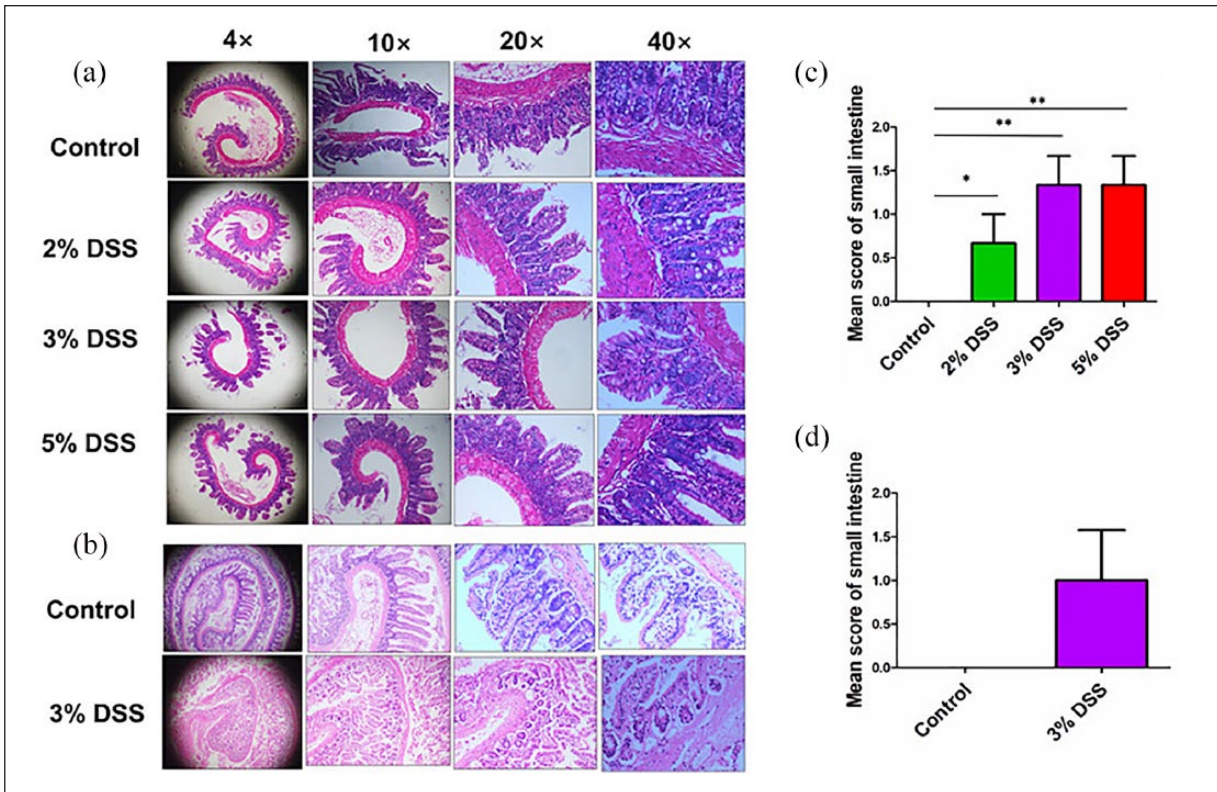 4× 10× 20× 40×
(a)
Control
2% DSS
3% DSS
5% DSS
(b)
Control
3% DSS
(c)
Mean score of small intestine
2.0
1.5
1.0
0.5
0.0
*
**
**
Control
2% DSS
3% DSS
5% DSS
(d)
Mean score of small intestine
2.0
1.5
1.0
0.5
0.0
Control
3% DSS